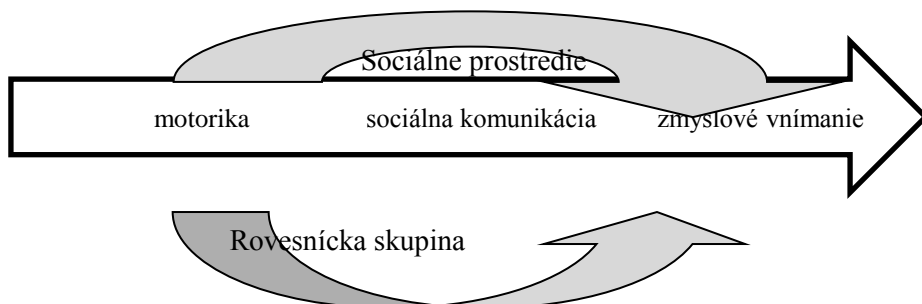 Sociálne prostredie
motorika sociálna komunikácia zmyslové vnímanie
Rovesnícka skupina